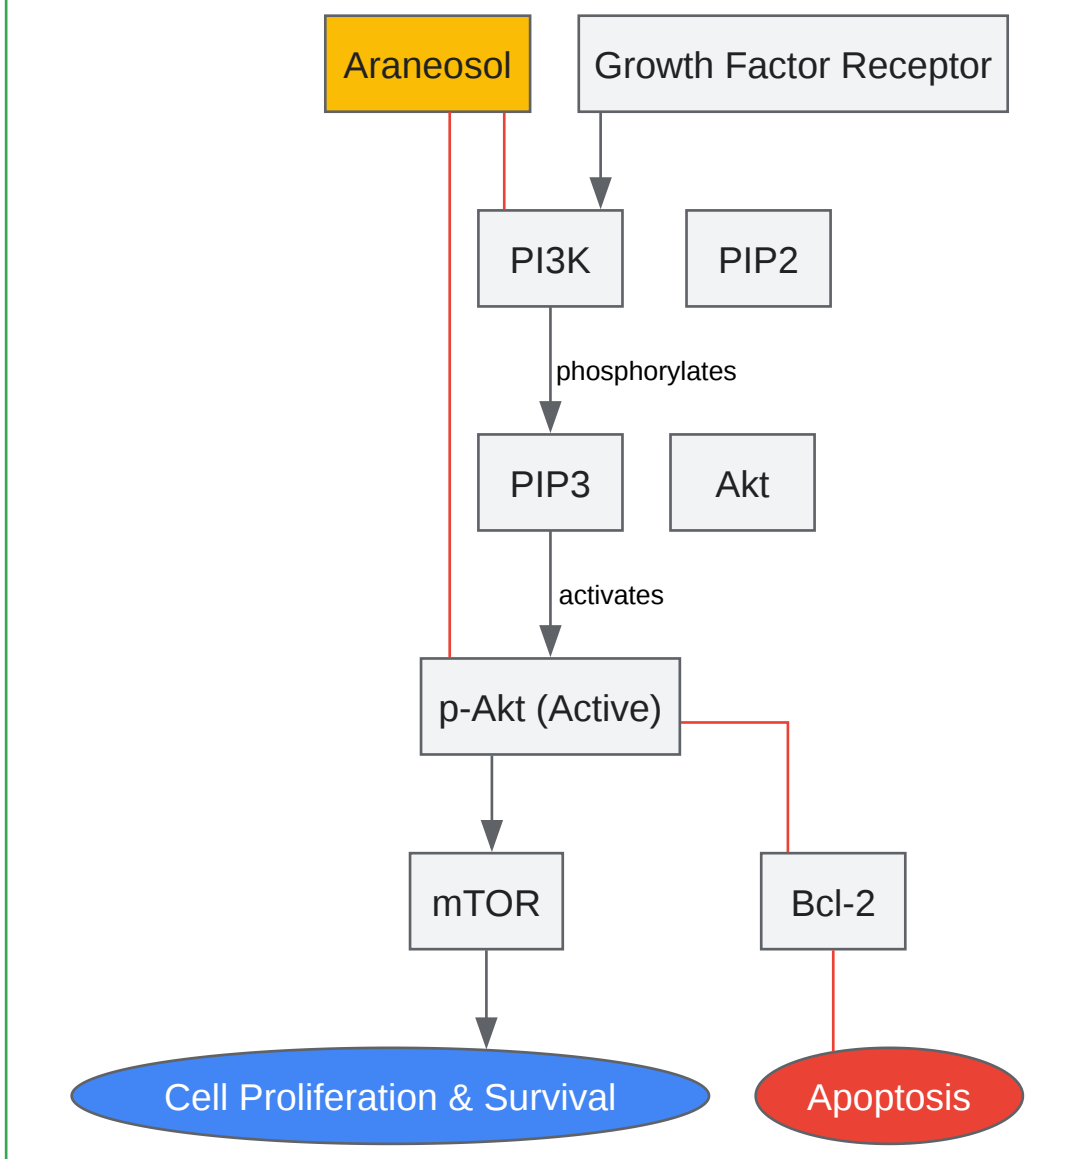 Araneosol
Growth Factor Receptor
PI3K
PIP2
phosphorylates
PIP3
Akt
activates
p-Akt (Active)
mTOR
Bcl-2
Cell Proliferation & Survival
Apoptosis